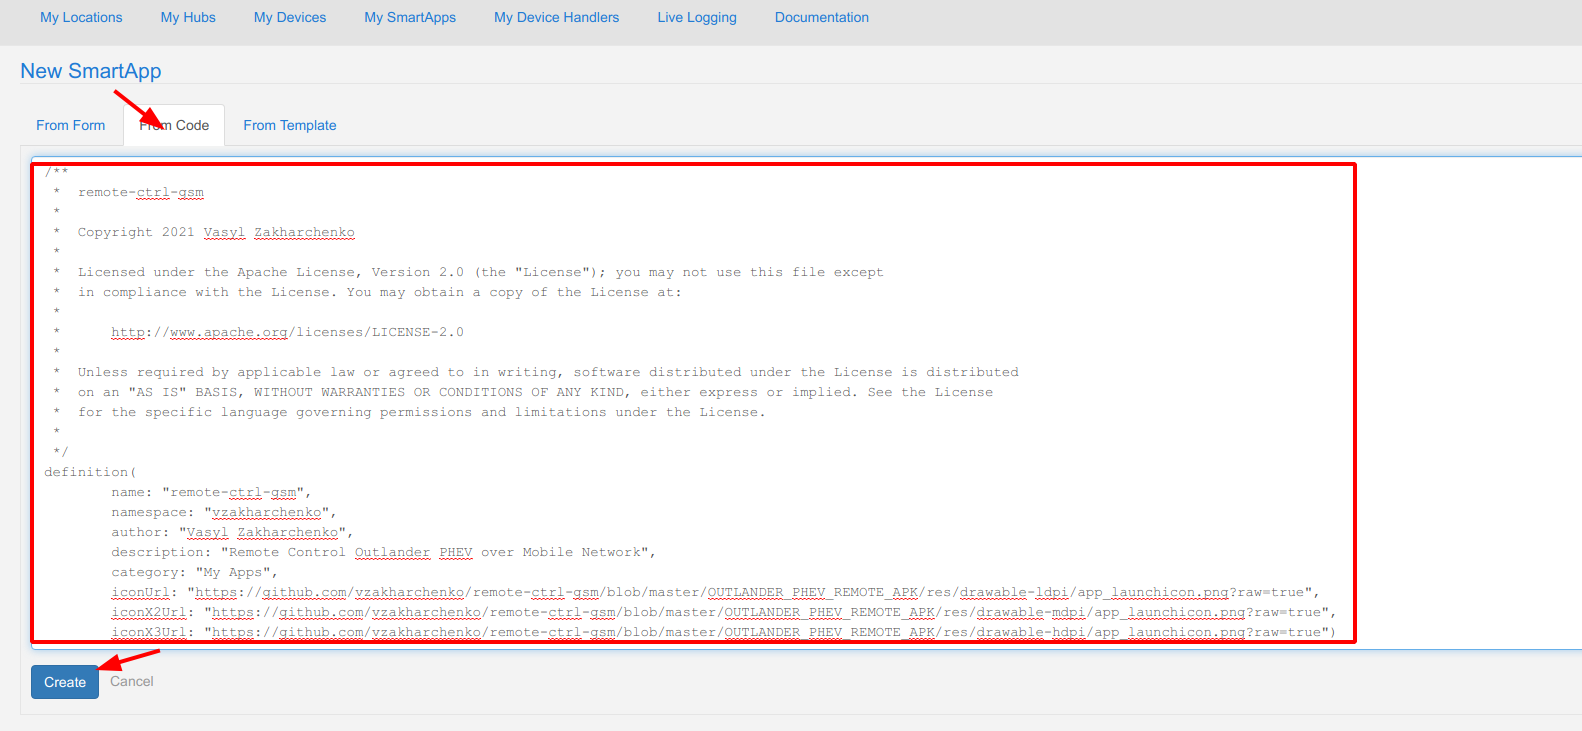 My Locations My Hubs My Devices My SmartApps My Device Handlers Live Logging Documentation
New SmartApp
From Form From Code From Template
/**
 *  remote-ctrl-gsm
 *
 *  Copyright 2021 Vasyl Zakharchenko
 *
 *  Licensed under the Apache License, Version 2.0 (the "License"); you may not use this file except
 *  in compliance with the License. You may obtain a copy of the License at:
 *
 *      http://www.apache.org/licenses/LICENSE-2.0
 *
 *  Unless required by applicable law or agreed to in writing, software distributed under the License is distributed
 *  on an "AS IS" BASIS, WITHOUT WARRANTIES OR CONDITIONS OF ANY KIND, either express or implied. See the License
 *  for the specific language governing permissions and limitations under the License.
 *
 */
definition(
        name: "remote-ctrl-gsm",
        namespace: "vzakharchenko",
        author: "Vasyl Zakharchenko",
        description: "Remote Control Outlander PHEV over Mobile Network",
        category: "My Apps",
        iconUrl: "https://github.com/vzakharchenko/remote-ctrl-gsm/blob/master/OUTLANDER_PHEV_REMOTE_APK/res/drawable-ldpi/app_launchicon.png?raw=true",
        iconX2Url: "https://github.com/vzakharchenko/remote-ctrl-gsm/blob/master/OUTLANDER_PHEV_REMOTE_APK/res/drawable-mdpi/app_launchicon.png?raw=true",
        iconX3Url: "https://github.com/vzakharchenko/remote-ctrl-gsm/blob/master/OUTLANDER_PHEV_REMOTE_APK/res/drawable-hdpi/app_launchicon.png?raw=true")
Create Cancel